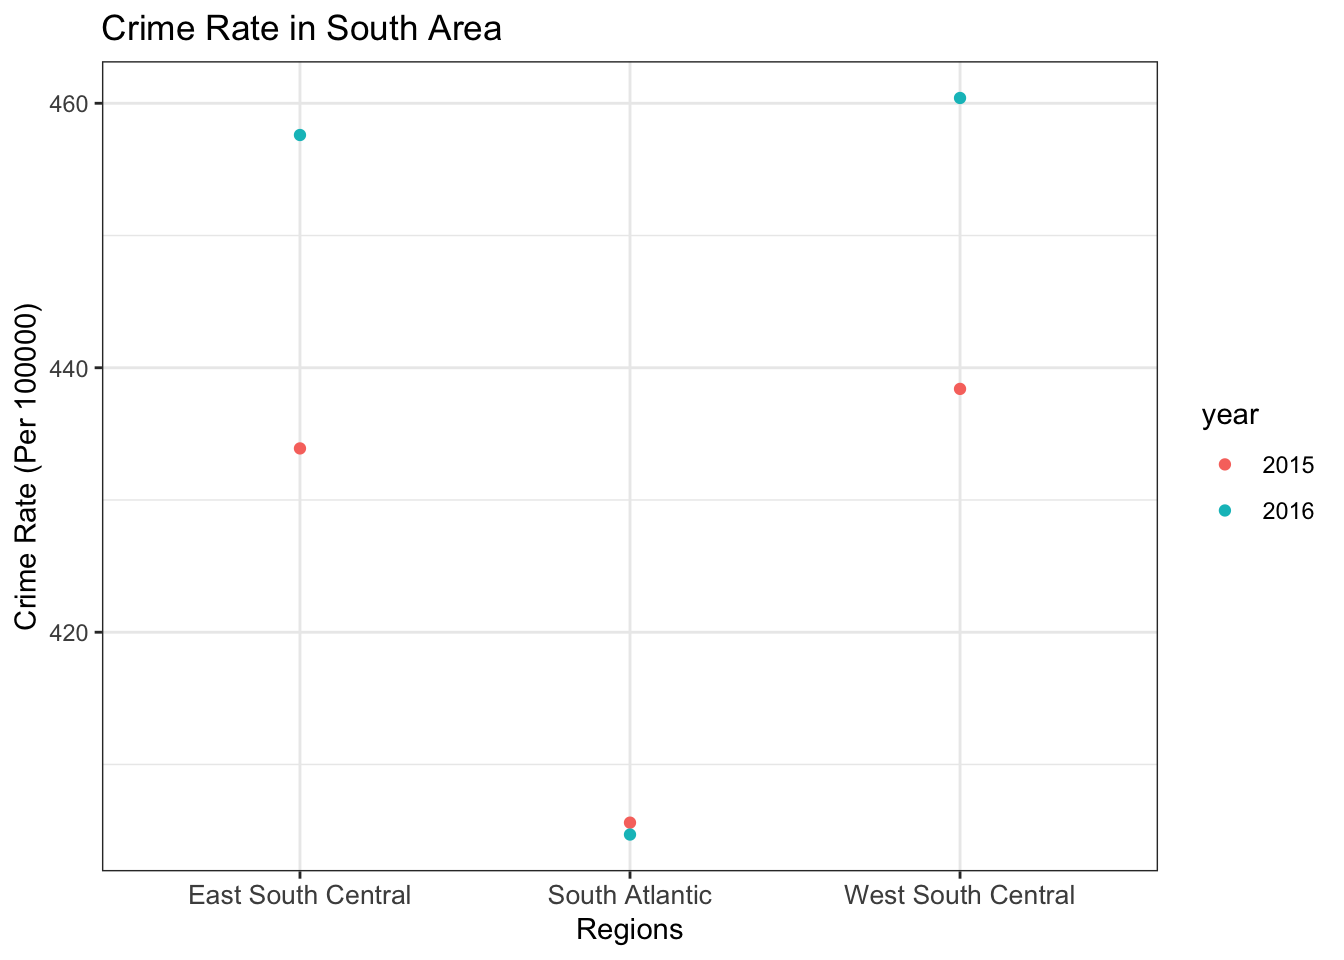 Crime Rate in South Area
460
440
420
Crime Rate (Per 100000)
East South Central
South Atlantic
West South Central
Regions
year
2015
2016